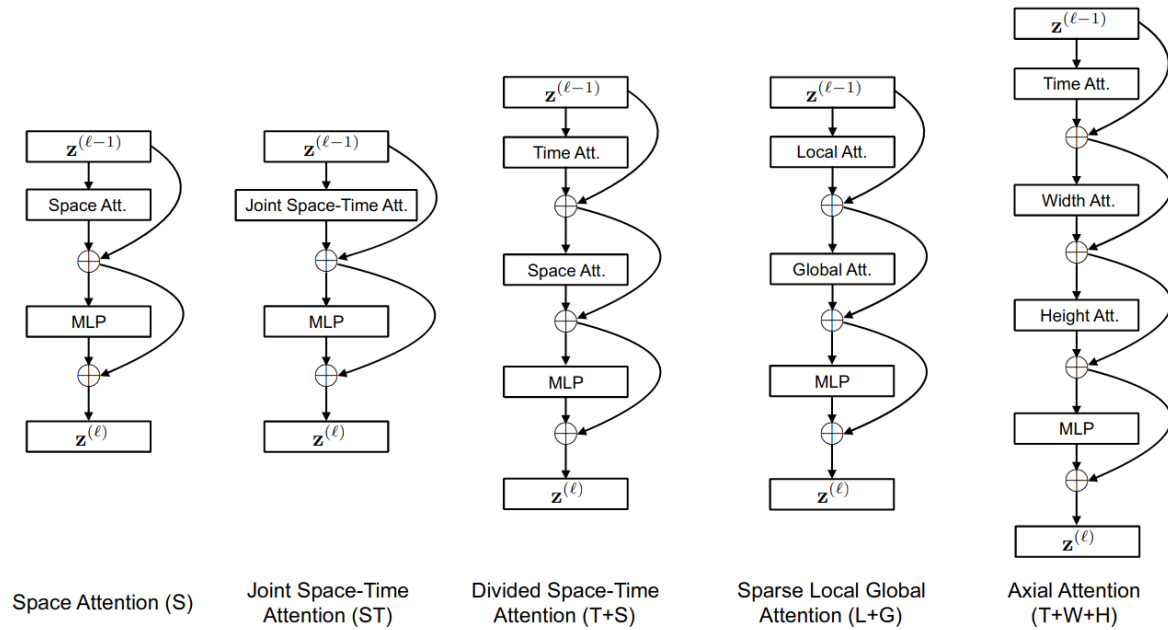 z^(ℓ−1)
Space Att.
MLP
z^(ℓ)
Space Attention (S)
z^(ℓ−1)
Joint Space-Time Att.
MLP
z^(ℓ)
Joint Space-Time
Attention (ST)
z^(ℓ−1)
Time Att.
Space Att.
MLP
z^(ℓ)
Divided Space-Time
Attention (T+S)
z^(ℓ−1)
Local Att.
Global Att.
MLP
z^(ℓ)
Sparse Local Global
Attention (L+G)
z^(ℓ−1)
Time Att.
Width Att.
Height Att.
MLP
z^(ℓ)
Axial Attention
(T+W+H)